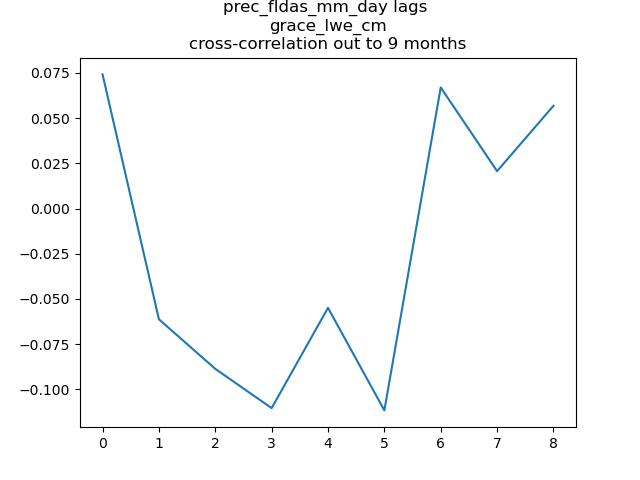 prec_fldas_mm_day lags
grace_lwe_cm
cross-correlation out to 9 months
0.075
0.050
0.025
0.000
−0.025
−0.050
−0.075
−0.100
0 1 2 3 4 5 6 7 8